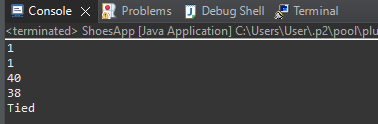 Console Problems Debug Shell Terminal
<terminated> ShoesApp [Java Application] C:\Users\User\.p2\pool\plu
1
1
40
38
Tied